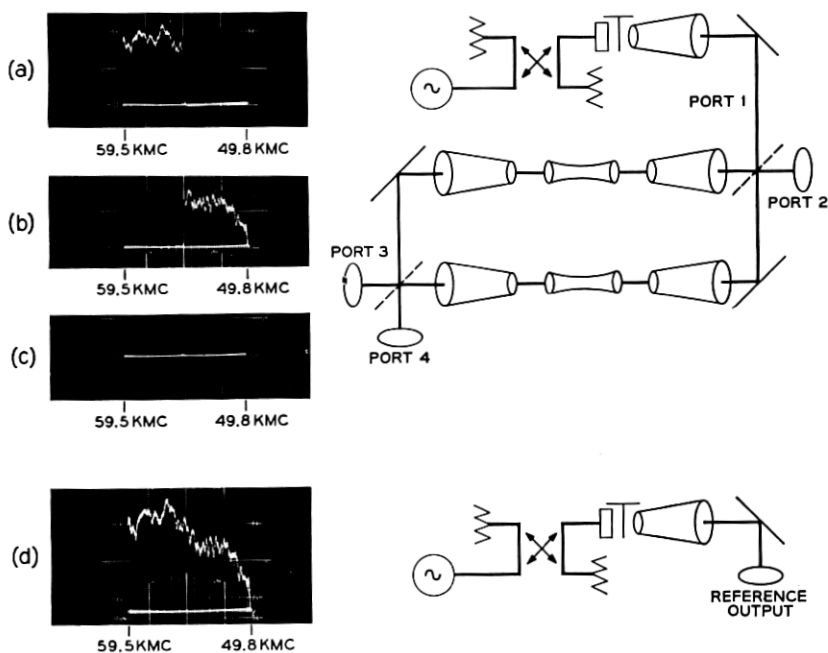 (a)
59.5 KMC
49.8 KMC
PORT 1
(b)
59.5 KMC
49.8 KMC
PORT 2
PORT 3
PORT 4
(c)
59.5 KMC
49.8 KMC
(d)
59.5 KMC
49.8 KMC
REFERENCE
OUTPUT